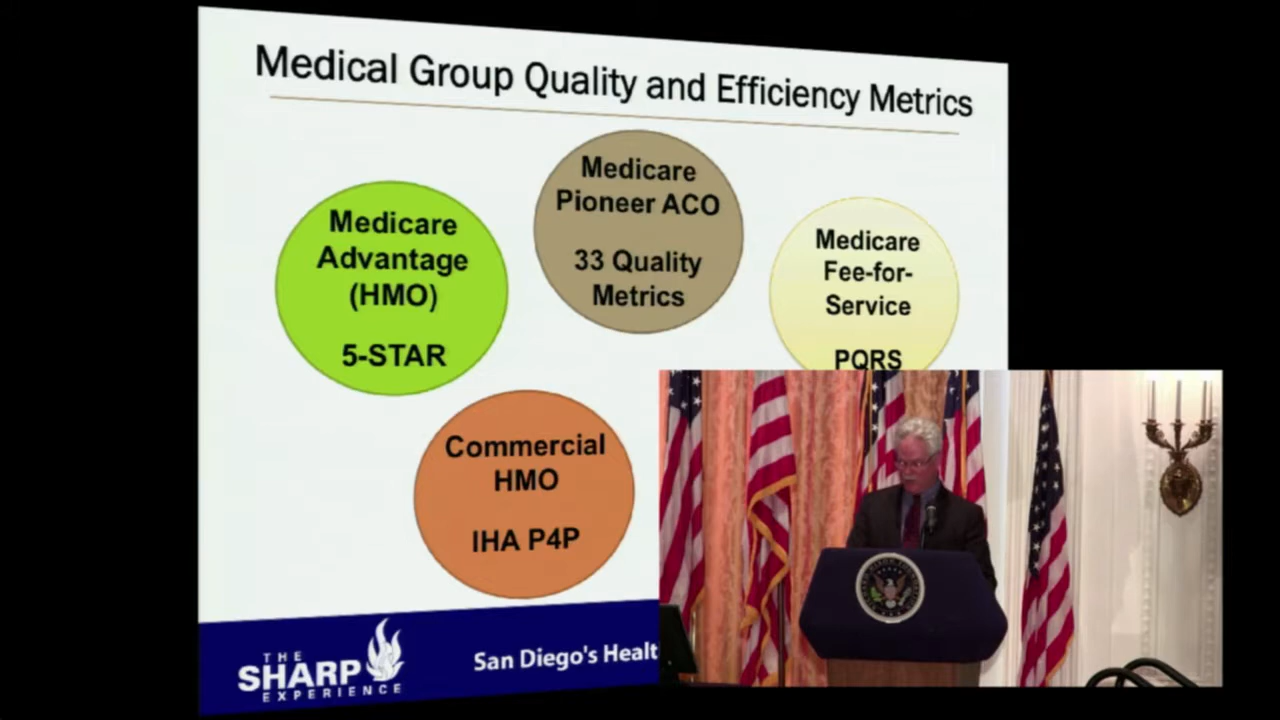 Medical Group Quality and Efficiency Metrics
Medicare
Advantage
(HMO)
5-STAR
Medicare
Pioneer ACO
33 Quality
Metrics
Medicare
Fee-for-
Service
PQRS
Commercial
HMO
IHA P4P
THE
SHARP
EXPERIENCE
San Diego's Healt